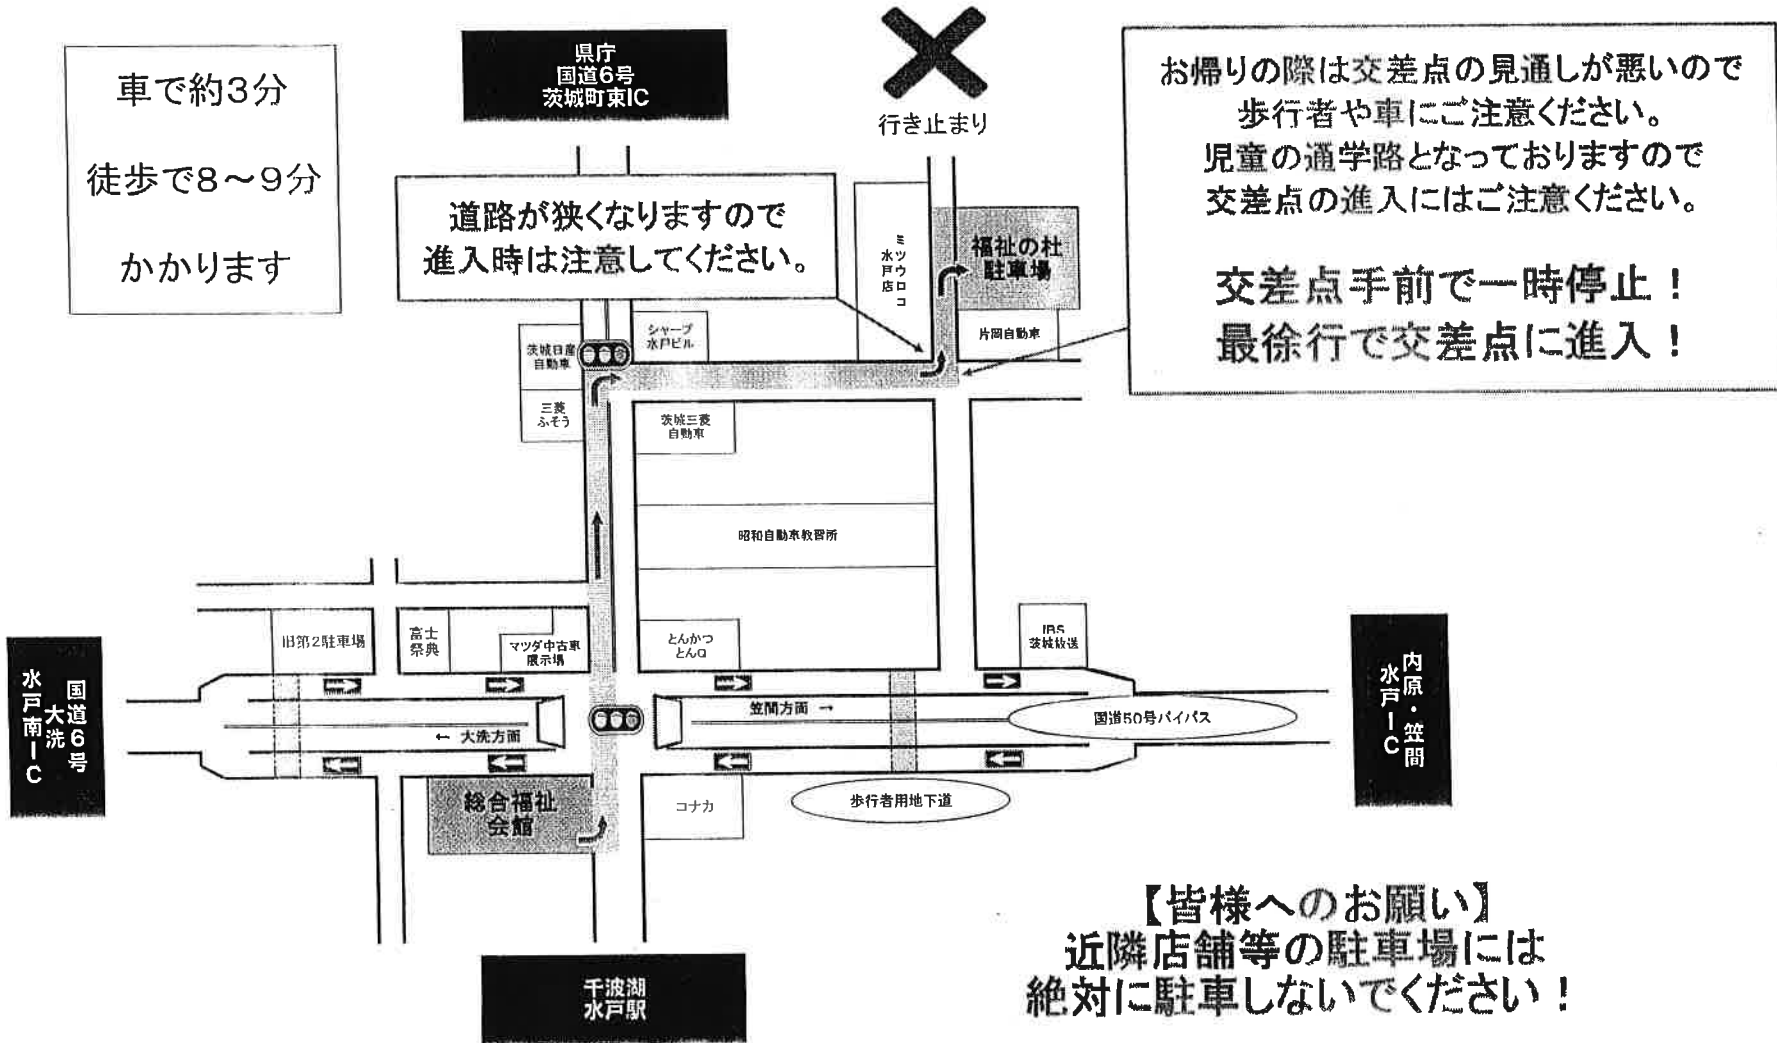 車で約3分
徒歩で8～9分
かかります
県庁
国道6号
茨城町東IC
行き止まり
お帰りの際は交差点の見通しが悪いので
歩行者や車にご注意ください。
児童の通学路となっておりますので
交差点の進入にはご注意ください。
交差点手前で一時停止！
最徐行で交差点に進入！
道路が狭くなりますので
進入時は注意してください。
ミツウロコ
水戸店
福祉の杜
駐車場
片岡自動車
茨城日産
自動車
シャープ
水戸ビル
三菱
ふそう
茨城三菱
自動車
昭和自動車教習所
旧第2駐車場
富士
祭典
マツダ中古車
展示場
とんかつ
とんQ
IBS
茨城放送
国道6号
大洗
水戸南IC
笠間方面 →
← 大洗方面
国道50号バイパス
内原・笠間
水戸IC
総合福祉
会館
コナカ
歩行者用地下道
千波湖
水戸駅
【皆様へのお願い】
近隣店舗等の駐車場には
絶対に駐車しないでください！